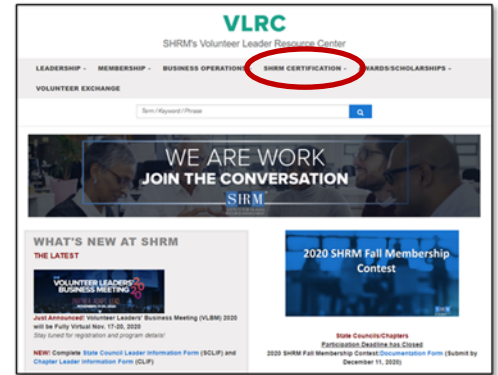 VLRC
SHRM's Volunteer Leader Resource Center
LEADERSHIP - MEMBERSHIP - BUSINESS OPERATIONS SHRM CERTIFICATION - AWARDS/SCHOLARSHIPS -
VOLUNTEER EXCHANGE
Term / Keyword / Phrase
WE ARE WORK
JOIN THE CONVERSATION
SHRM
WHAT'S NEW AT SHRM
THE LATEST
VOLUNTEER LEADERS'
BUSINESS MEETING
2020 SHRM Fall Membership
Contest
Just Announced! Volunteer Leaders' Business Meeting (VLBM) 2020
will be Fully Virtual Nov. 17-20, 2020
Stay tuned for registration and program details!
NEW! Complete State Council Leader Information Form (SCLIF) and
Chapter Leader Information Form (CLIF)
State Councils/Chapters
Participation Deadline has Closed
2020 SHRM Fall Membership Contest Documentation Form (Submit by
December 11, 2020)